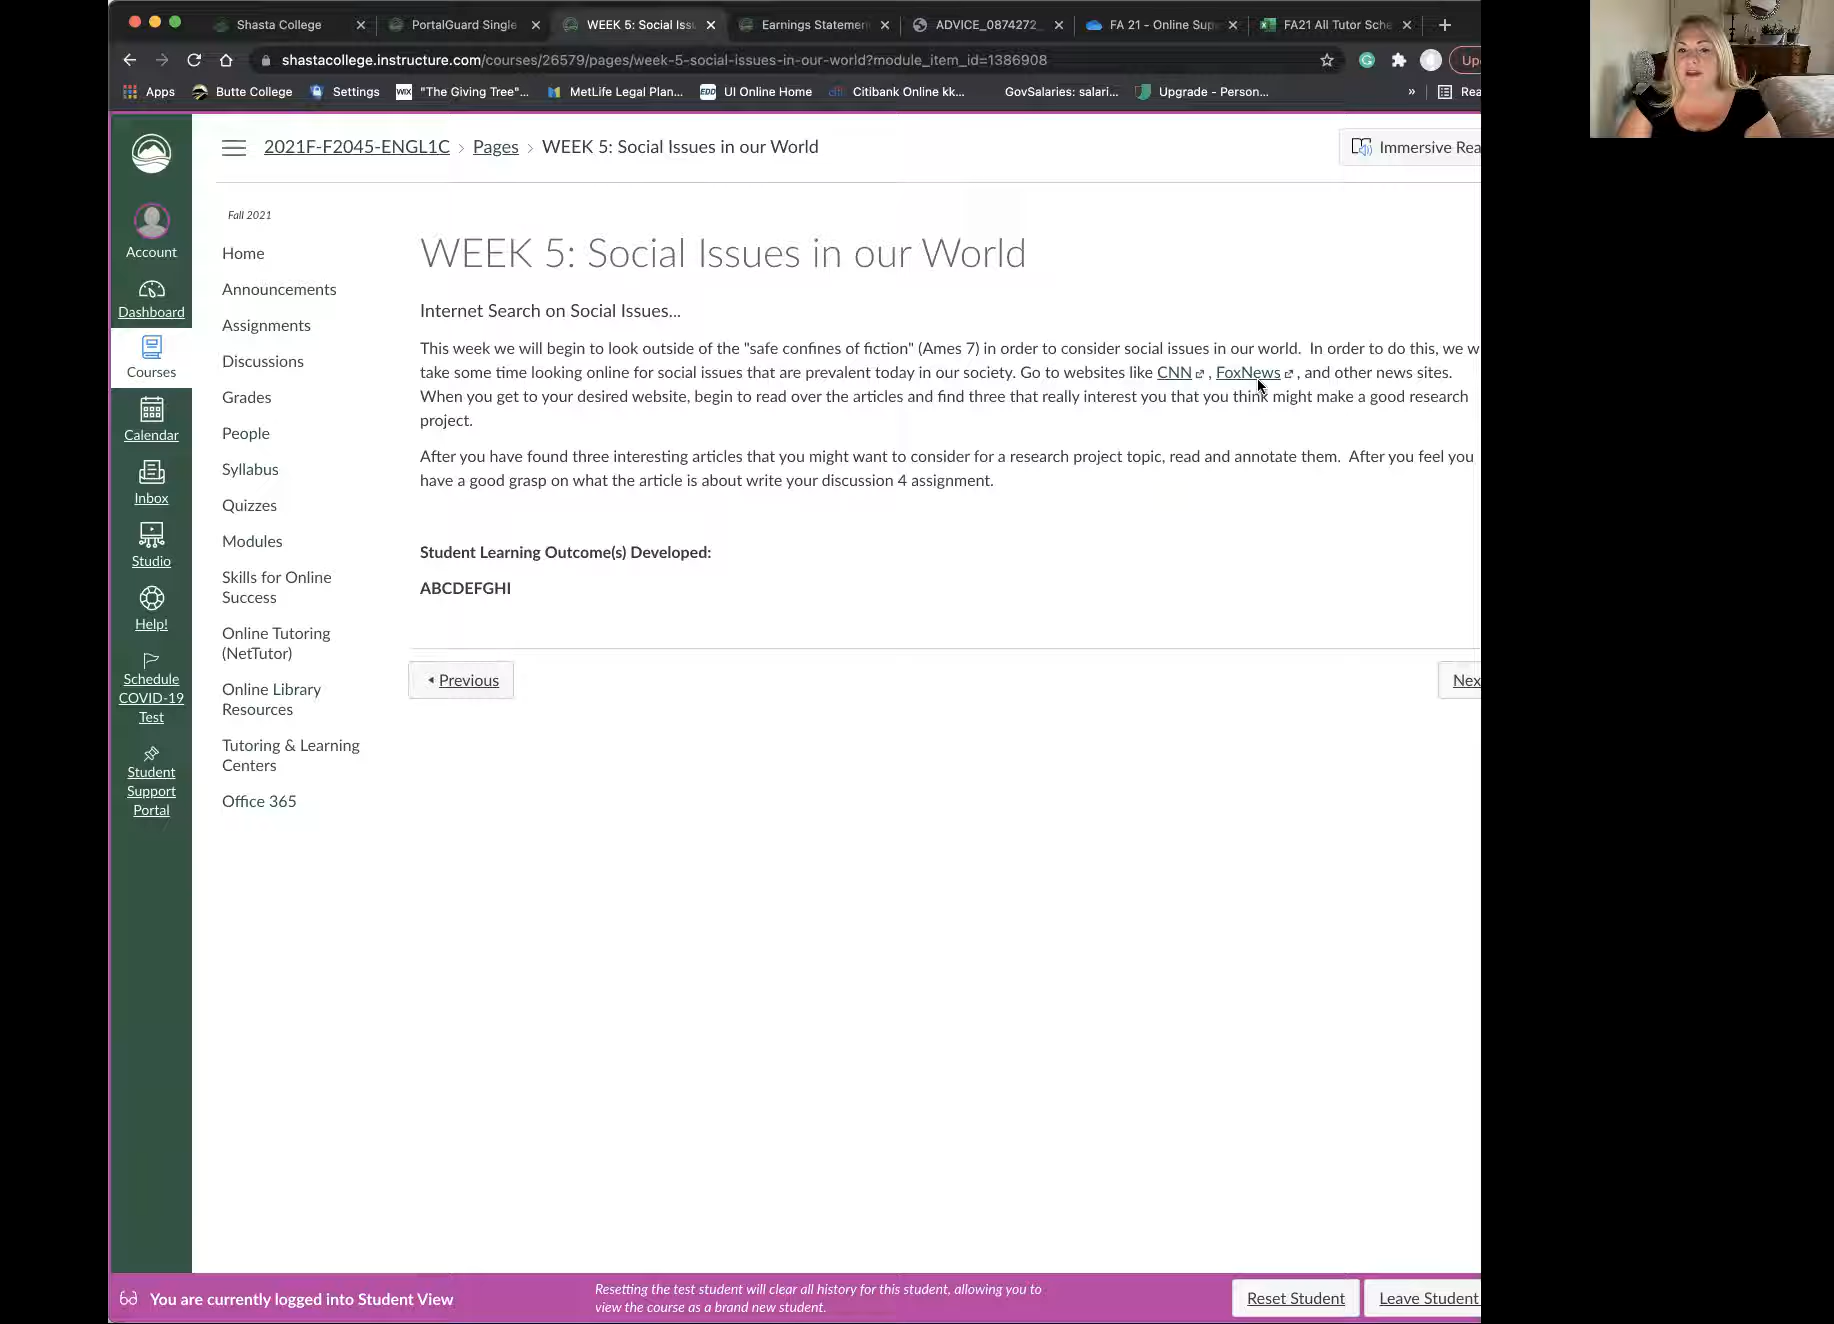 Shasta College
PortalGuard Single
WEEK 5: Social Iss
Earnings Statemen
ADVICE_0874272_
FA 21 - Online Sup
FA21 All Tutor Sche
shastacollege.instructure.com/courses/26579/pages/week-5-social-issues-in-our-world?module_item_id=1386908
Up
Apps
Butte College
Settings
"The Giving Tree"...
MetLife Legal Plan...
UI Online Home
Citibank Online kk...
GovSalaries: salari...
Upgrade - Person...
»
Rea
2021F-F2045-ENGL1C > Pages > WEEK 5: Social Issues in our World
Immersive Rea
Account
Dashboard
Courses
Calendar
Inbox
Studio
Help!
Schedule
COVID-19
Test
Student
Support
Portal
Fall 2021
Home
Announcements
Assignments
Discussions
Grades
People
Syllabus
Quizzes
Modules
Skills for Online
Success
Online Tutoring
(NetTutor)
Online Library
Resources
Tutoring & Learning
Centers
Office 365
WEEK 5: Social Issues in our World
Internet Search on Social Issues...
This week we will begin to look outside of the "safe confines of fiction" (Ames 7) in order to consider social issues in our world.  In order to do this, we w
take some time looking online for social issues that are prevalent today in our society. Go to websites like CNN , FoxNews , and other news sites.
When you get to your desired website, begin to read over the articles and find three that really interest you that you think might make a good research
project.
After you have found three interesting articles that you might want to consider for a research project topic, read and annotate them.  After you feel you
have a good grasp on what the article is about write your discussion 4 assignment.
Student Learning Outcome(s) Developed:
ABCDEFGHI
Previous
Nex
You are currently logged into Student View
Resetting the test student will clear all history for this student, allowing you to
view the course as a brand new student.
Reset Student
Leave Student